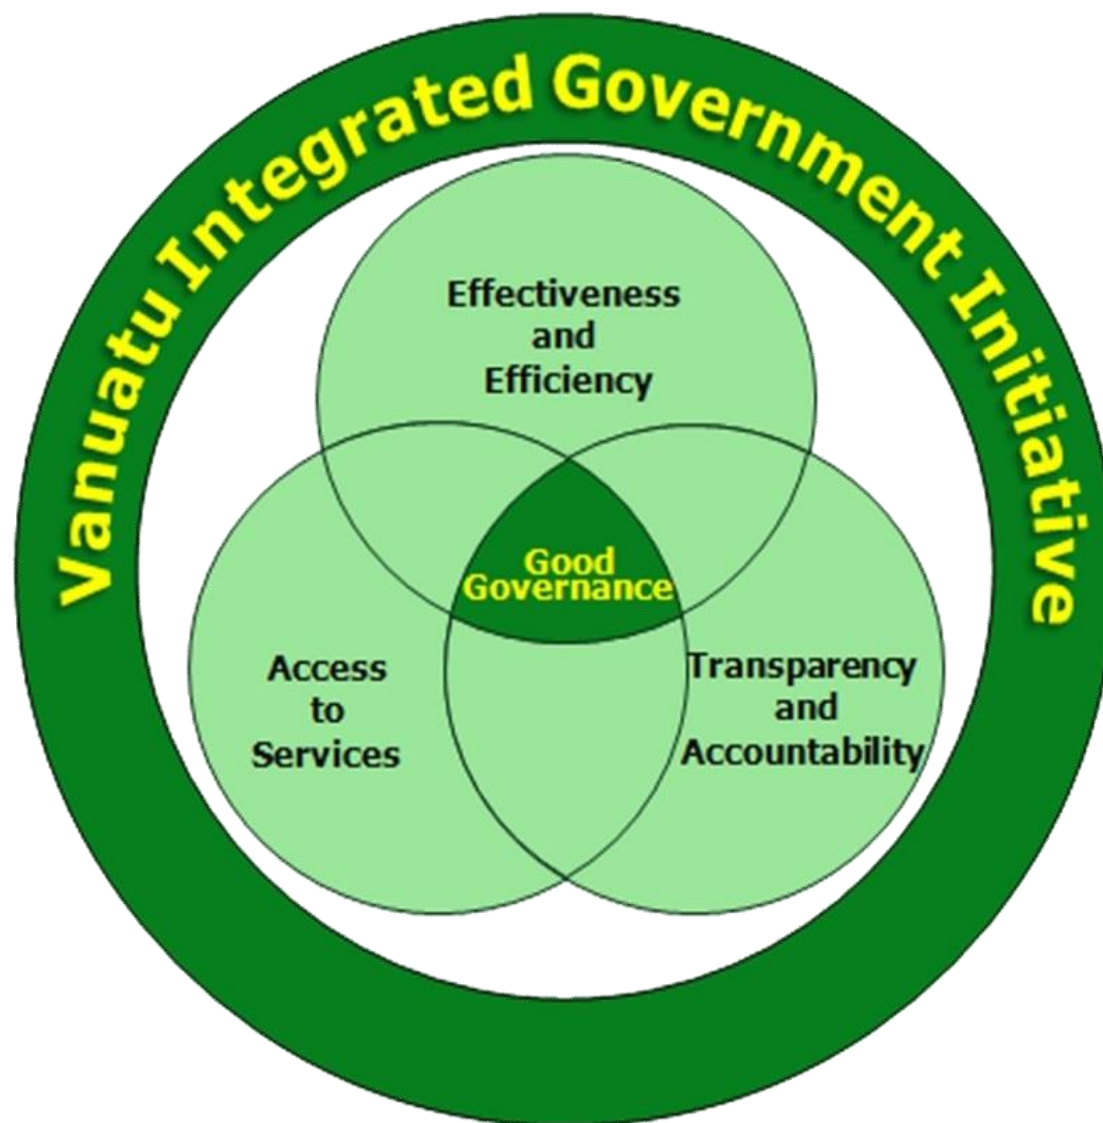 Vanuatu Integrated Government Initiative
Effectiveness
and
Efficiency
Good
Governance
Access
to
Services
Transparency
and
Accountability